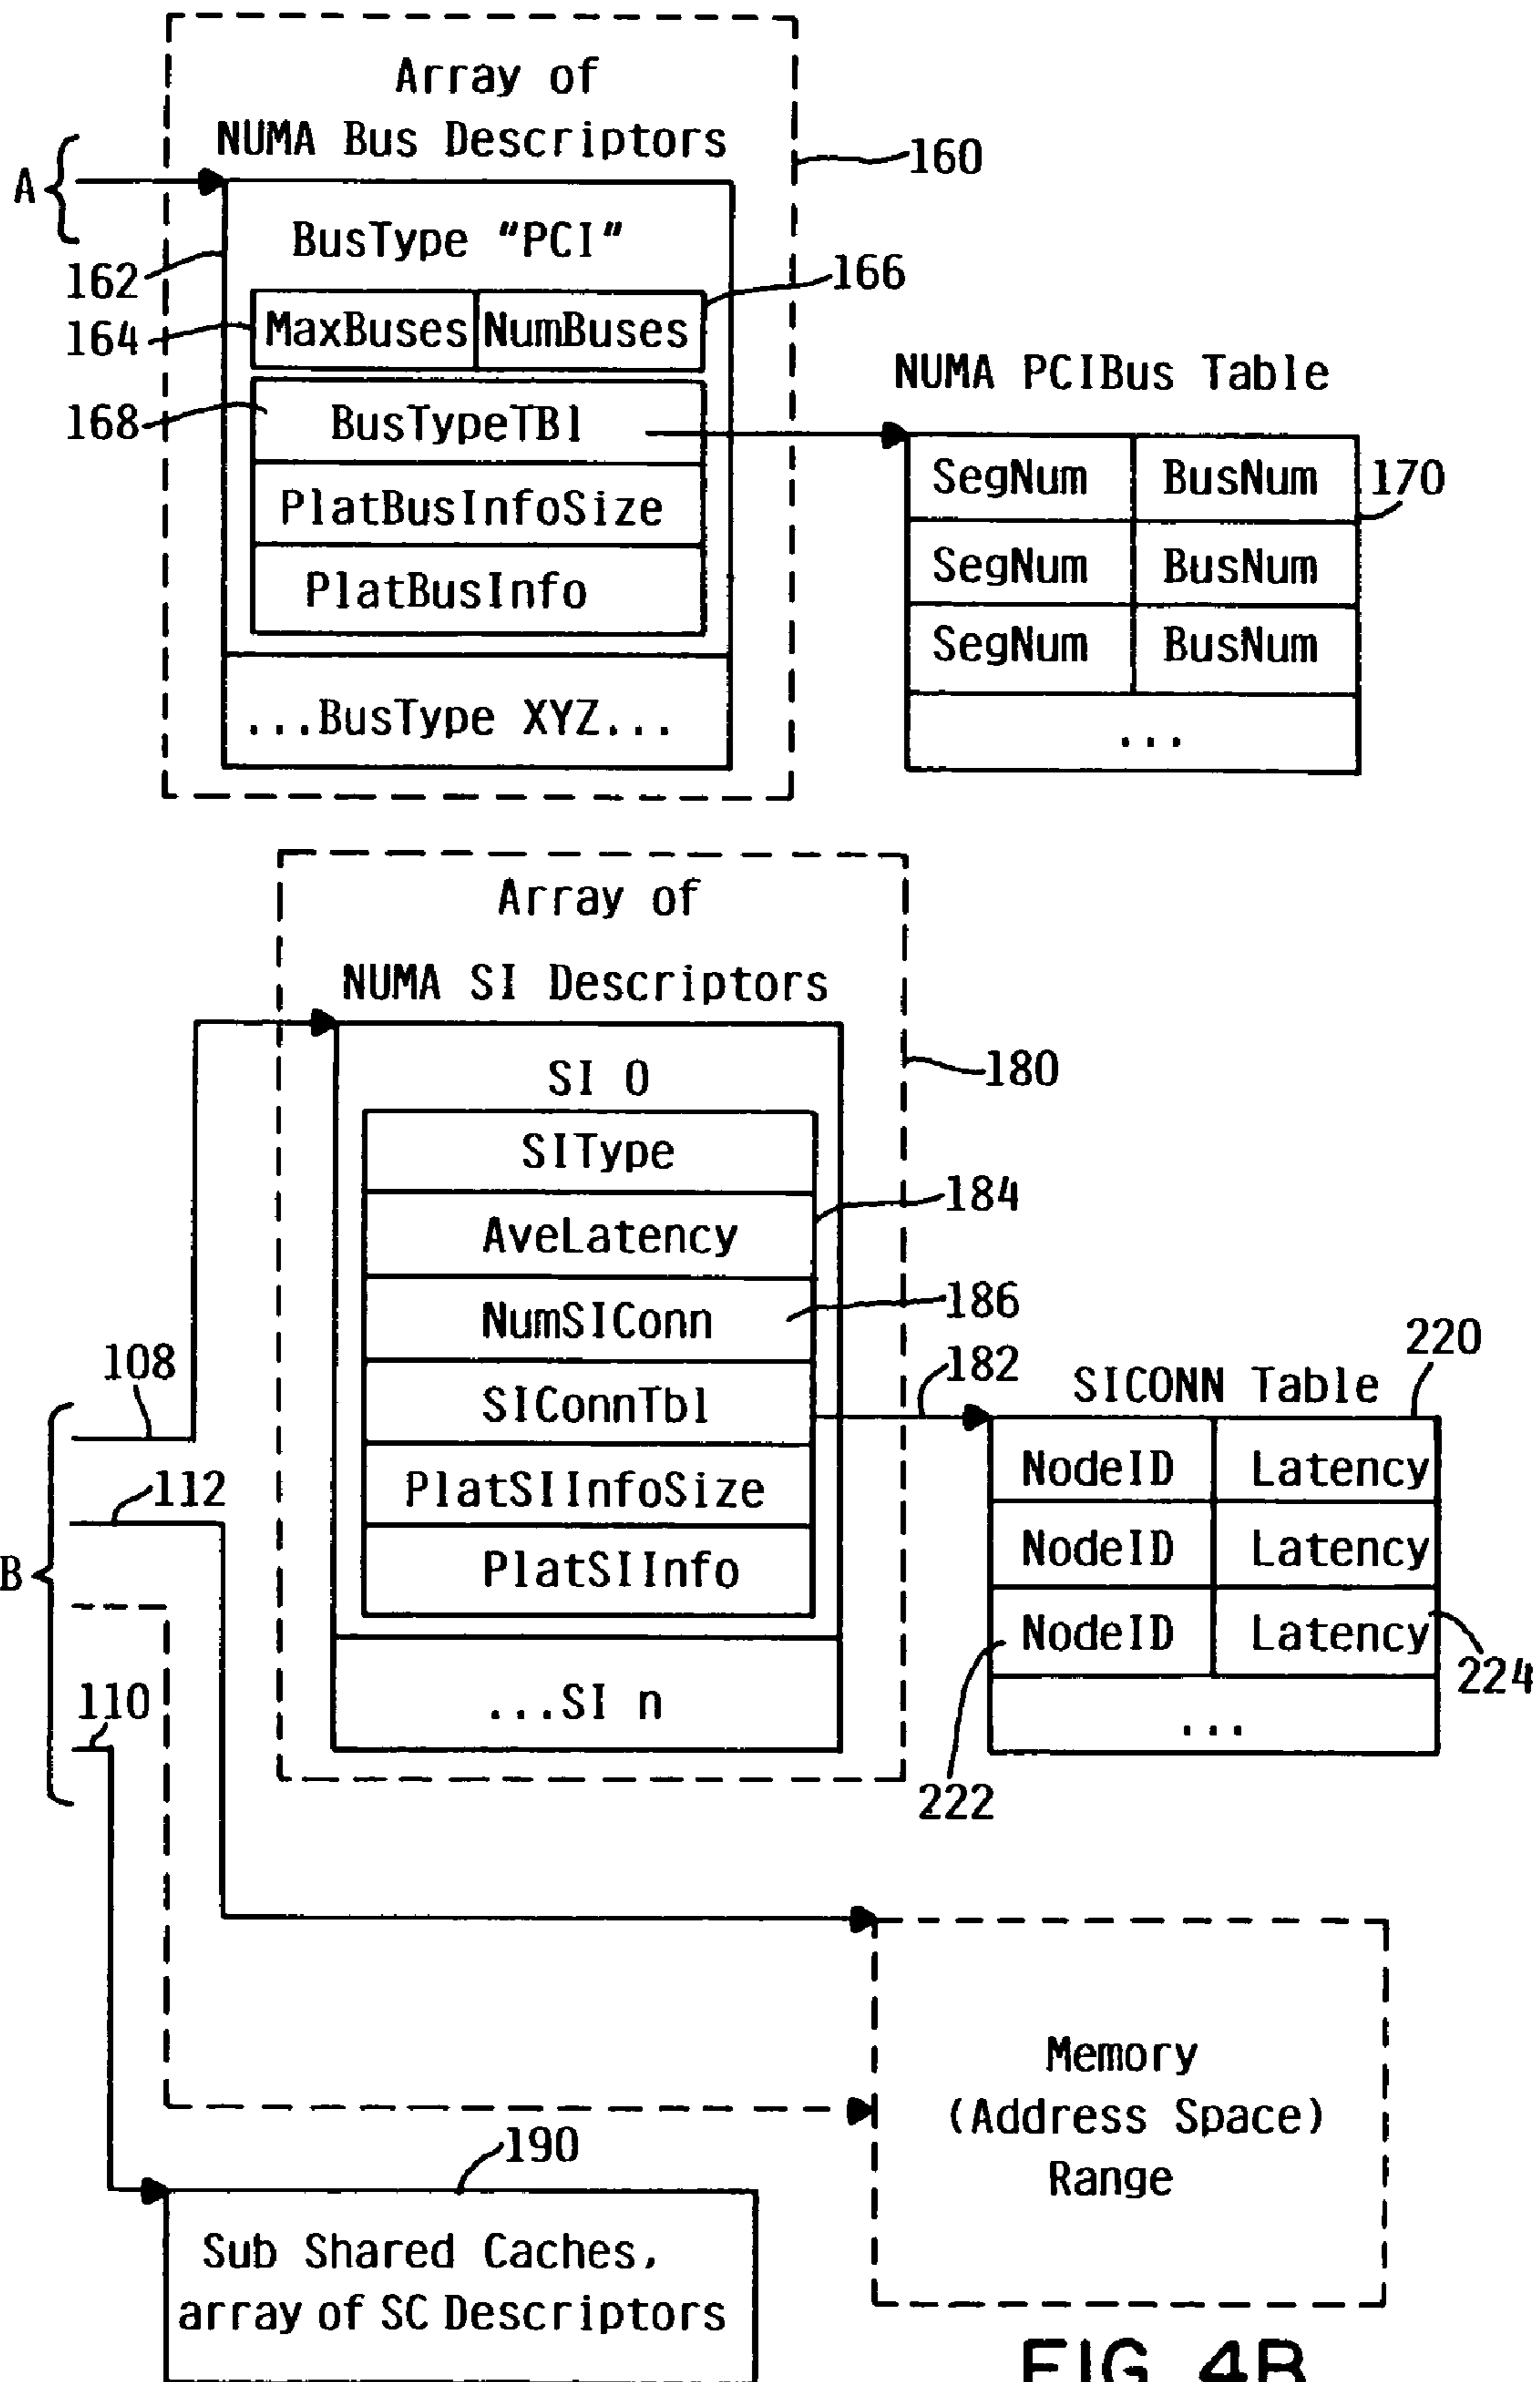 Array of
NUMA Bus Descriptors
160
A
BusType "PCI"
162
166
164
MaxBuses
NumBuses
NUMA PCIBus Table
168
BusTypeTBl
SegNum
BusNum
170
PlatBusInfoSize
SegNum
BusNum
PlatBusInfo
SegNum
BusNum
...BusType XYZ...
...
Array of
NUMA SI Descriptors
180
SI 0
SIType
184
AveLatency
186
NumSIConn
108
182
220
SICONN Table
SIConnTbl
NodeID
Latency
112
PlatSIInfoSize
NodeID
Latency
B
PlatSIInfo
NodeID
Latency
224
110
...SI n
...
222
Memory
(Address Space)
Range
190
Sub Shared Caches,
array of SC Descriptors
FIG. 4B